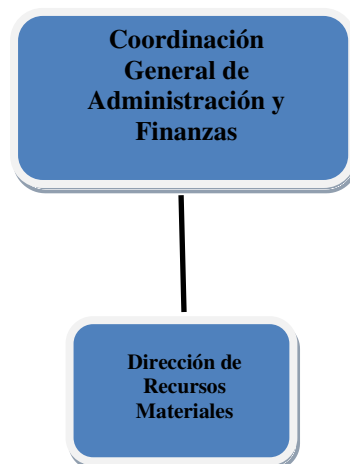 Coordinación
General de
Administración y
Finanzas
Dirección de
Recursos
Materiales